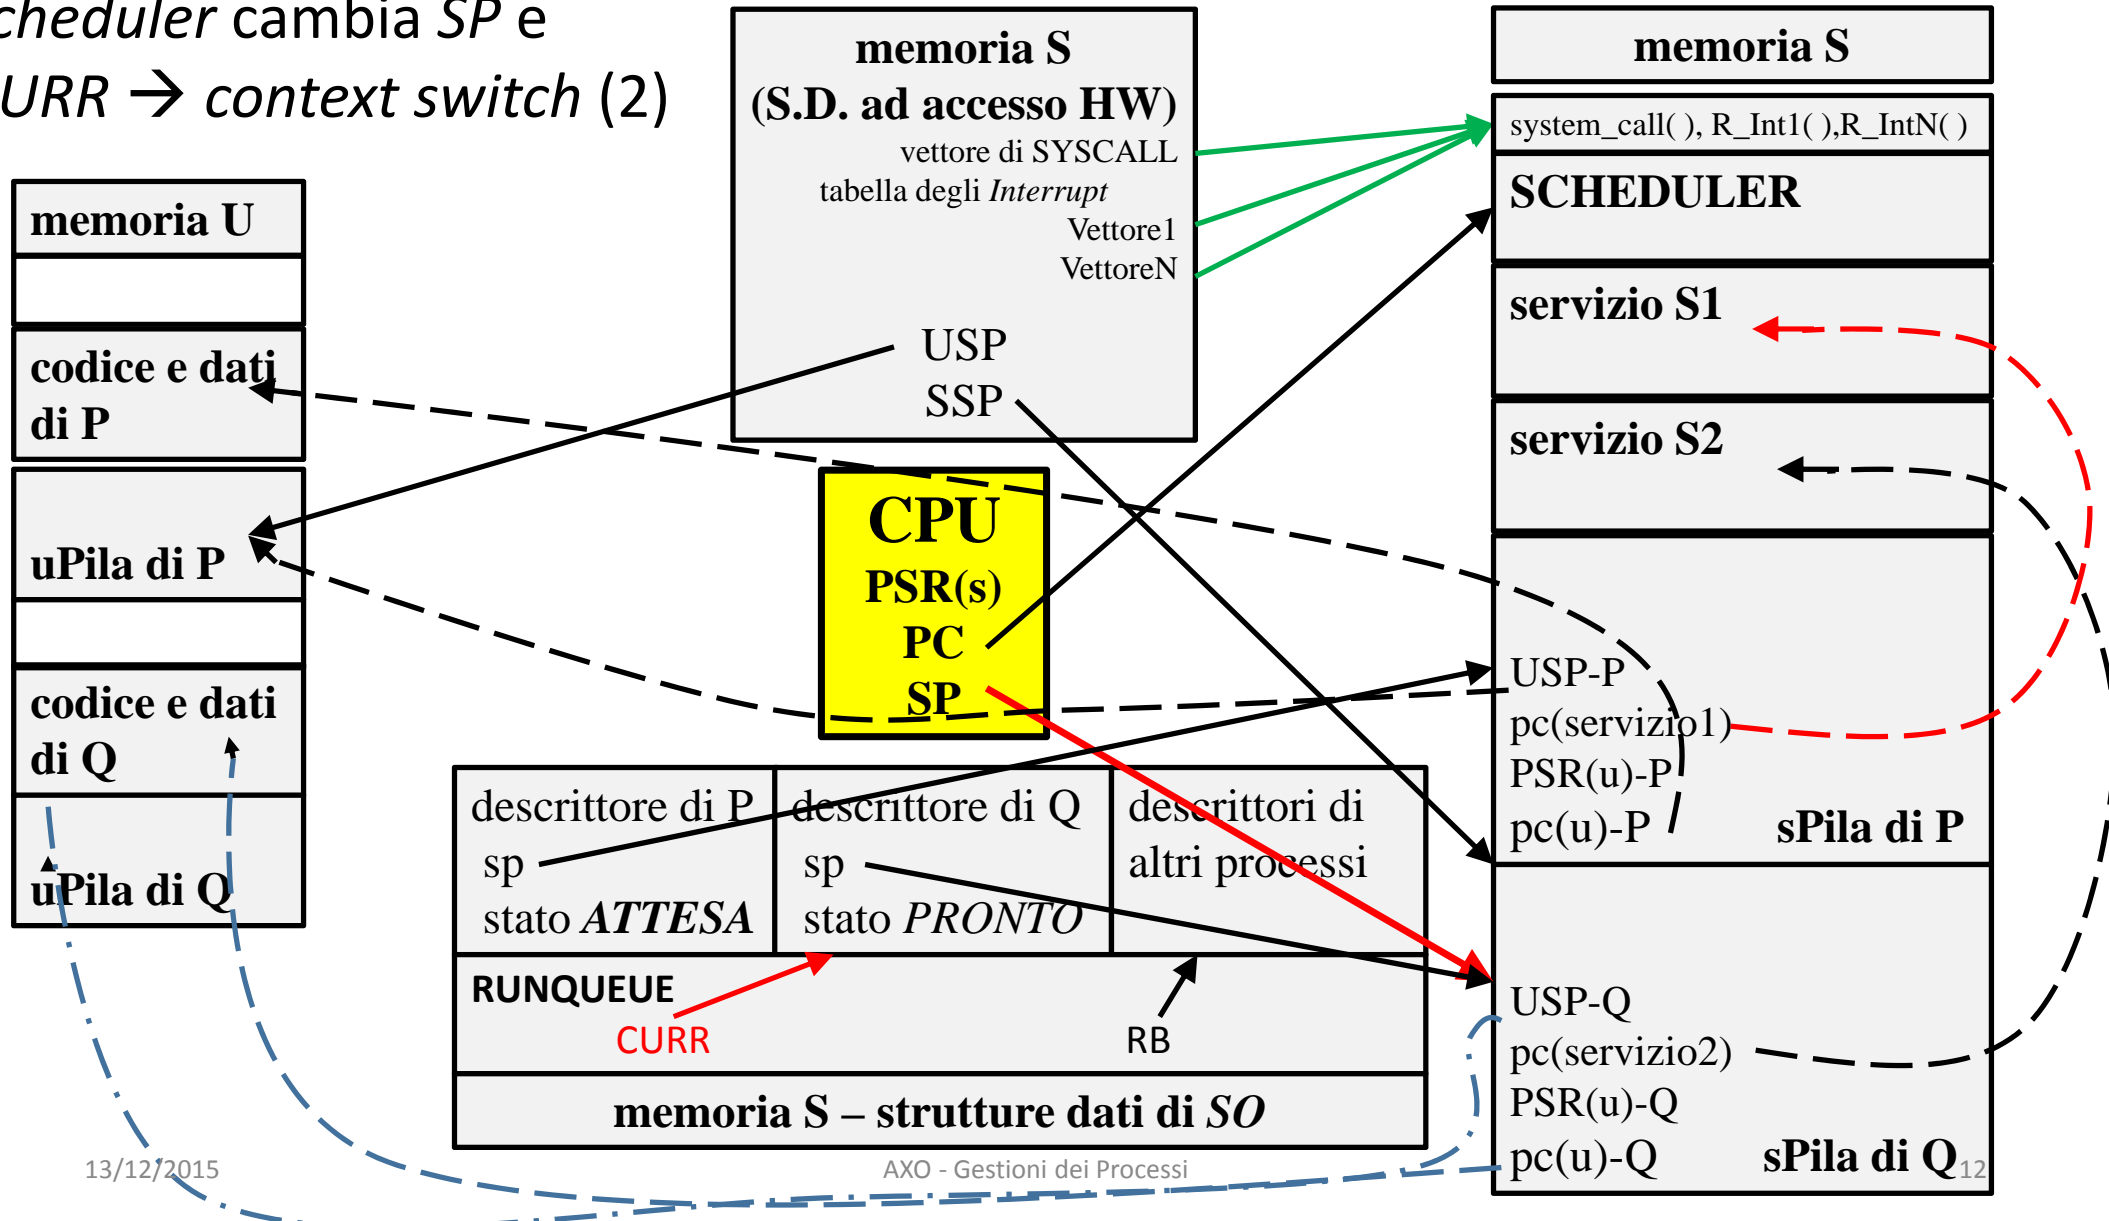 cheduler cambia SP e
URR → context switch (2)
memoria U
codice e dati
di P
uPila di P
codice e dati
di Q
uPila di Q
memoria S
(S.D. ad accesso HW)
vettore di SYSCALL
tabella degli Interrupt
Vettore1
VettoreN
USP
SSP
CPU
PSR(s)
PC
SP
descrittore di P
sp
stato ATTESA
descrittore di Q
sp
stato PRONTO
descrittori di
altri processi
RUNQUEUE
CURR
RB
memoria S – strutture dati di SO
memoria S
system_call( ), R_Int1( ),R_IntN( )
SCHEDULER
servizio S1
servizio S2
USP-P
pc(servizio1)
PSR(u)-P
pc(u)-P
sPila di P
USP-Q
pc(servizio2)
PSR(u)-Q
pc(u)-Q
sPila di Q
13/12/2015
AXO - Gestioni dei Processi
12